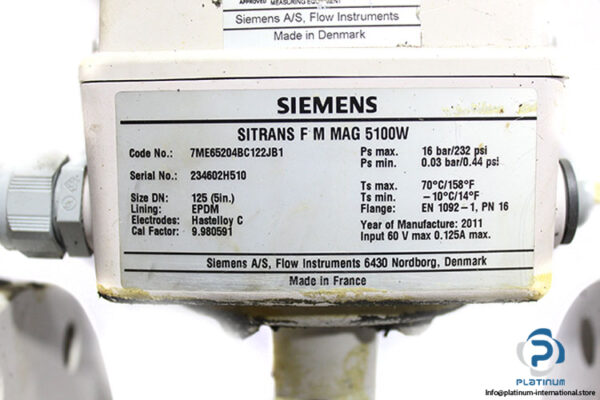 APPROVED MEASURING EQUIPMENT
Siemens A/S, Flow Instruments
Made in Denmark
SIEMENS
SITRANS F M MAG 5100W
Code No.: 7ME65204BC122JB1
Ps max. 16 bar/232 psi
Ps min. 0.03 bar/0.44 psi
Serial No.: 234602H510
Ts max. 70°C/158°F
Ts min. –10°C/14°F
Size DN: 125 (5in.)
Lining: EPDM
Flange: EN 1092-1, PN 16
Electrodes: Hastelloy C
Cal Factor: 9.980591
Year of Manufacture: 2011
Input 60 V max 0.125A max.
Siemens A/S, Flow Instruments 6430 Nordborg, Denmark
Made in France
PLATINUM
Info@platinum-international.store